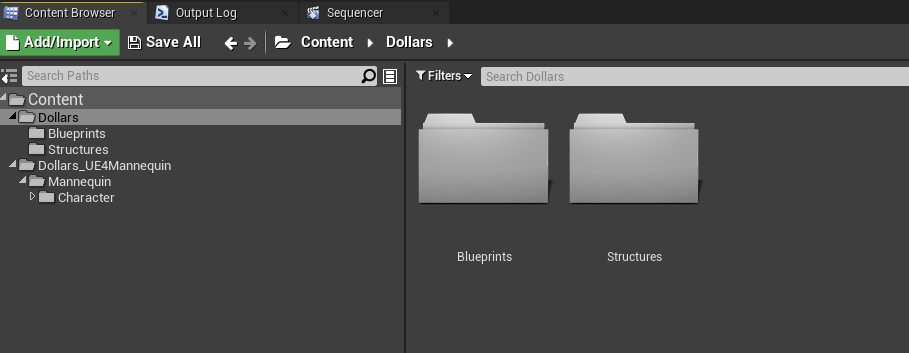 Content Browser
Output Log
Sequencer
Add/Import
Save All
Content
Dollars
Search Paths
Filters
Search Dollars
Content
Dollars
Blueprints
Structures
Dollars_UE4Mannequin
Mannequin
Character
Blueprints
Structures